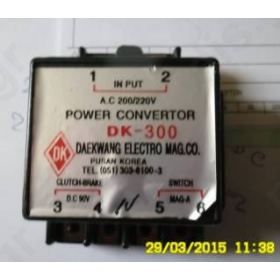 1 IN PUT 2
A.C 200/220V
POWER CONVERTOR
DK-300
DK DAEKWANG ELECTRO MAG.CO.
PUSAN KOREA
TEL. (051) 303-6100~3
CLUTCH-BRAKE SWITCH
3 D.C 90V 4 N 5 MAG-A 6
29/03/2015 11:38